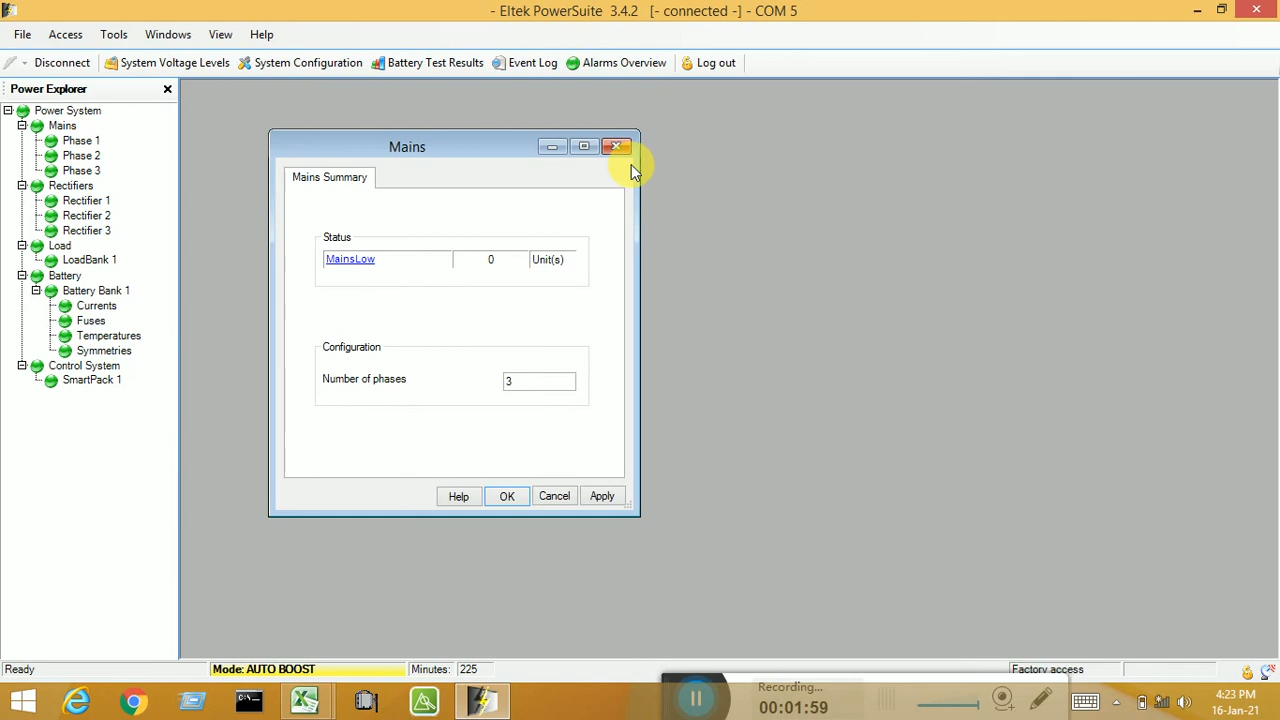 - Eltek PowerSuite 3.4.2 [- connected -] - COM 5
File Access Tools Windows View Help
Disconnect System Voltage Levels System Configuration Battery Test Results Event Log Alarms Overview Log out
Power Explorer
Power System
Mains
Phase 1
Phase 2
Phase 3
Rectifiers
Rectifier 1
Rectifier 2
Rectifier 3
Load
LoadBank 1
Battery
Battery Bank 1
Currents
Fuses
Temperatures
Symmetries
Control System
SmartPack 1
Mains
Mains Summary
Status
MainsLow 0 Unit(s)
Configuration
Number of phases 3
Help OK Cancel Apply
Ready Mode: AUTO BOOST Minutes: 225 Factory access
Recording...
00:01:59
4:23 PM
16-Jan-21